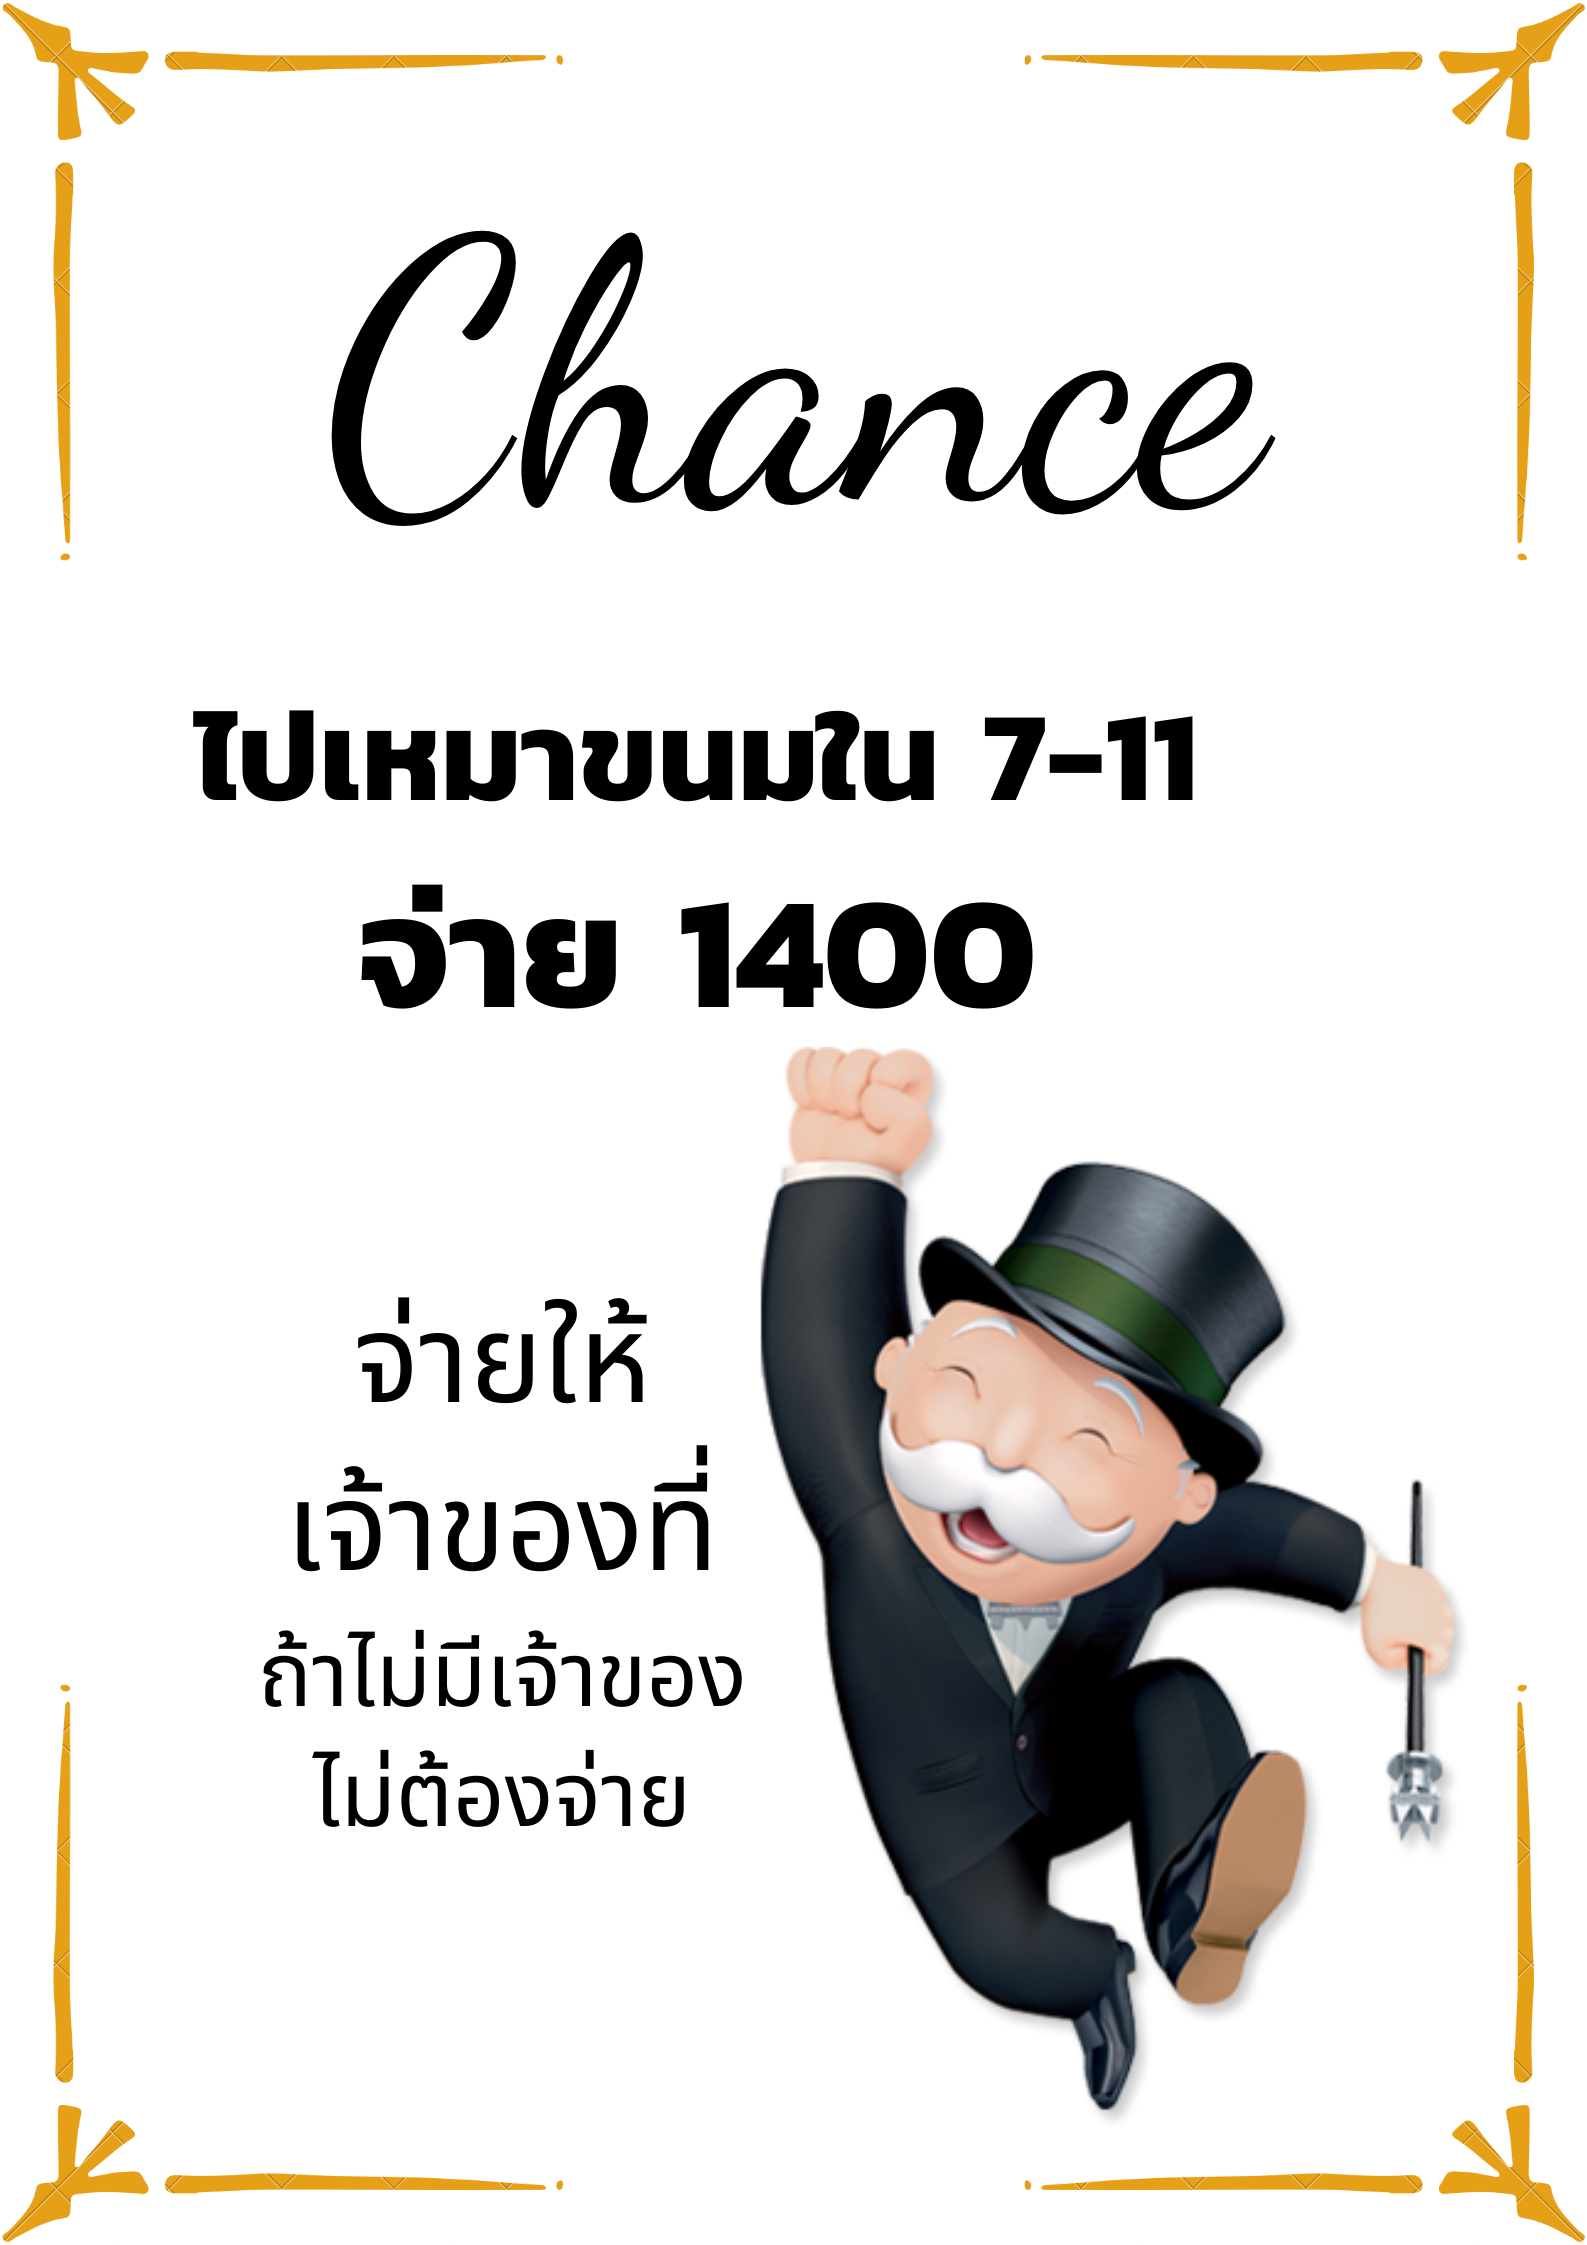 Chance
ไปเหมาขนมใน 7-11
จ่าย 1400
จ่ายให้
เจ้าของที่
ถ้าไม่มีเจ้าของ
ไม่ต้องจ่าย